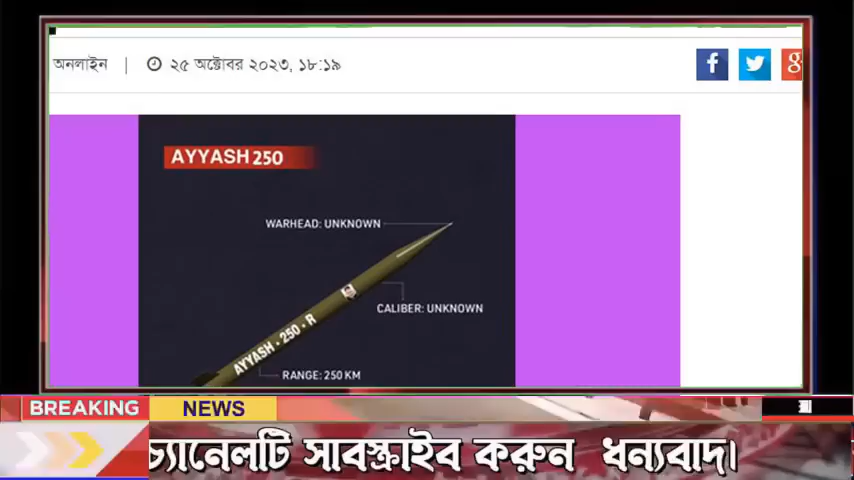 অনলাইন | ২৫ অক্টোবর ২০২৩, ১৮:১৯
f
g
AYYASH 250
WARHEAD: UNKNOWN
CALIBER: UNKNOWN
AYYASH • 250 • R
RANGE: 250 KM
BREAKING NEWS
চ্যানেলটি সাবস্ক্রাইব করুন ধন্যবাদ।